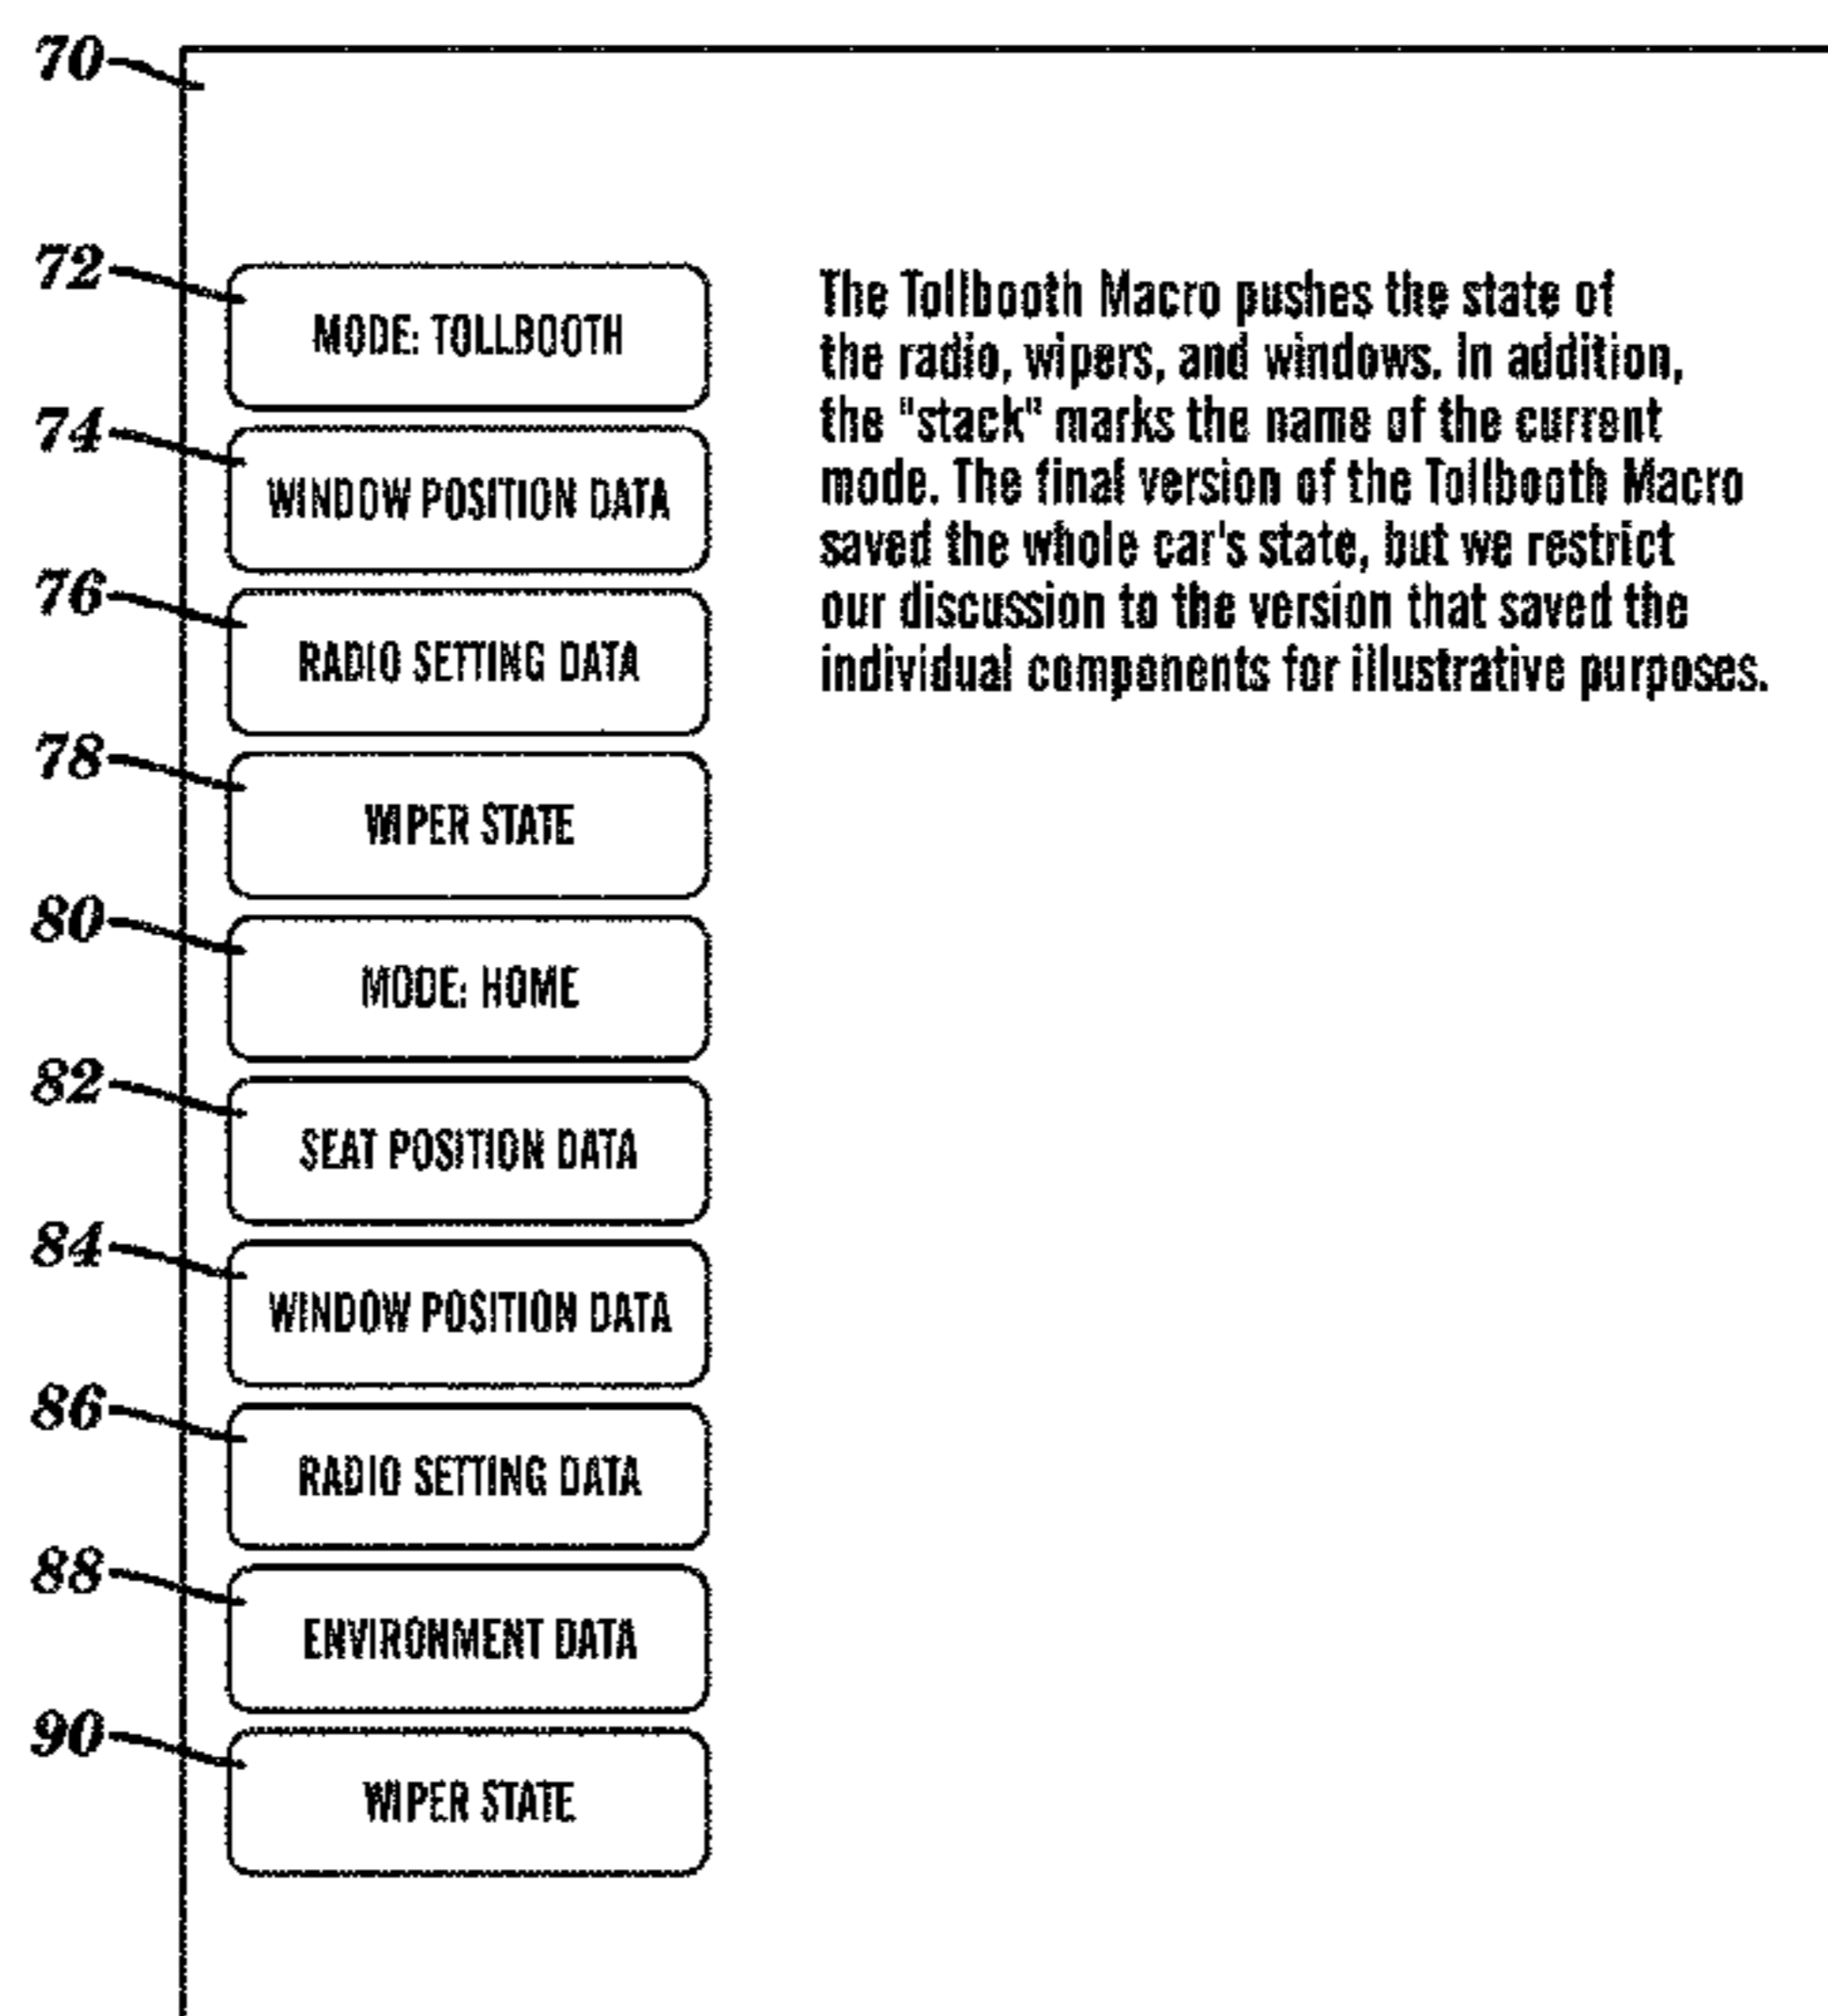 70
72
MODE: TOLLBOOTH
74
WINDOW POSITION DATA
76
RADIO SETTING DATA
78
WIPER STATE
80
MODE: HOME
82
SEAT POSITION DATA
84
WINDOW POSITION DATA
86
RADIO SETTING DATA
88
ENVIRONMENT DATA
90
WIPER STATE
The Tollbooth Macro pushes the state of
the radio, wipers, and windows. In addition,
the "stack" marks the name of the current
mode. The final version of the Tollbooth Macro
saved the whole car's state, but we restrict
our discussion to the version that saved the
individual components for illustrative purposes.